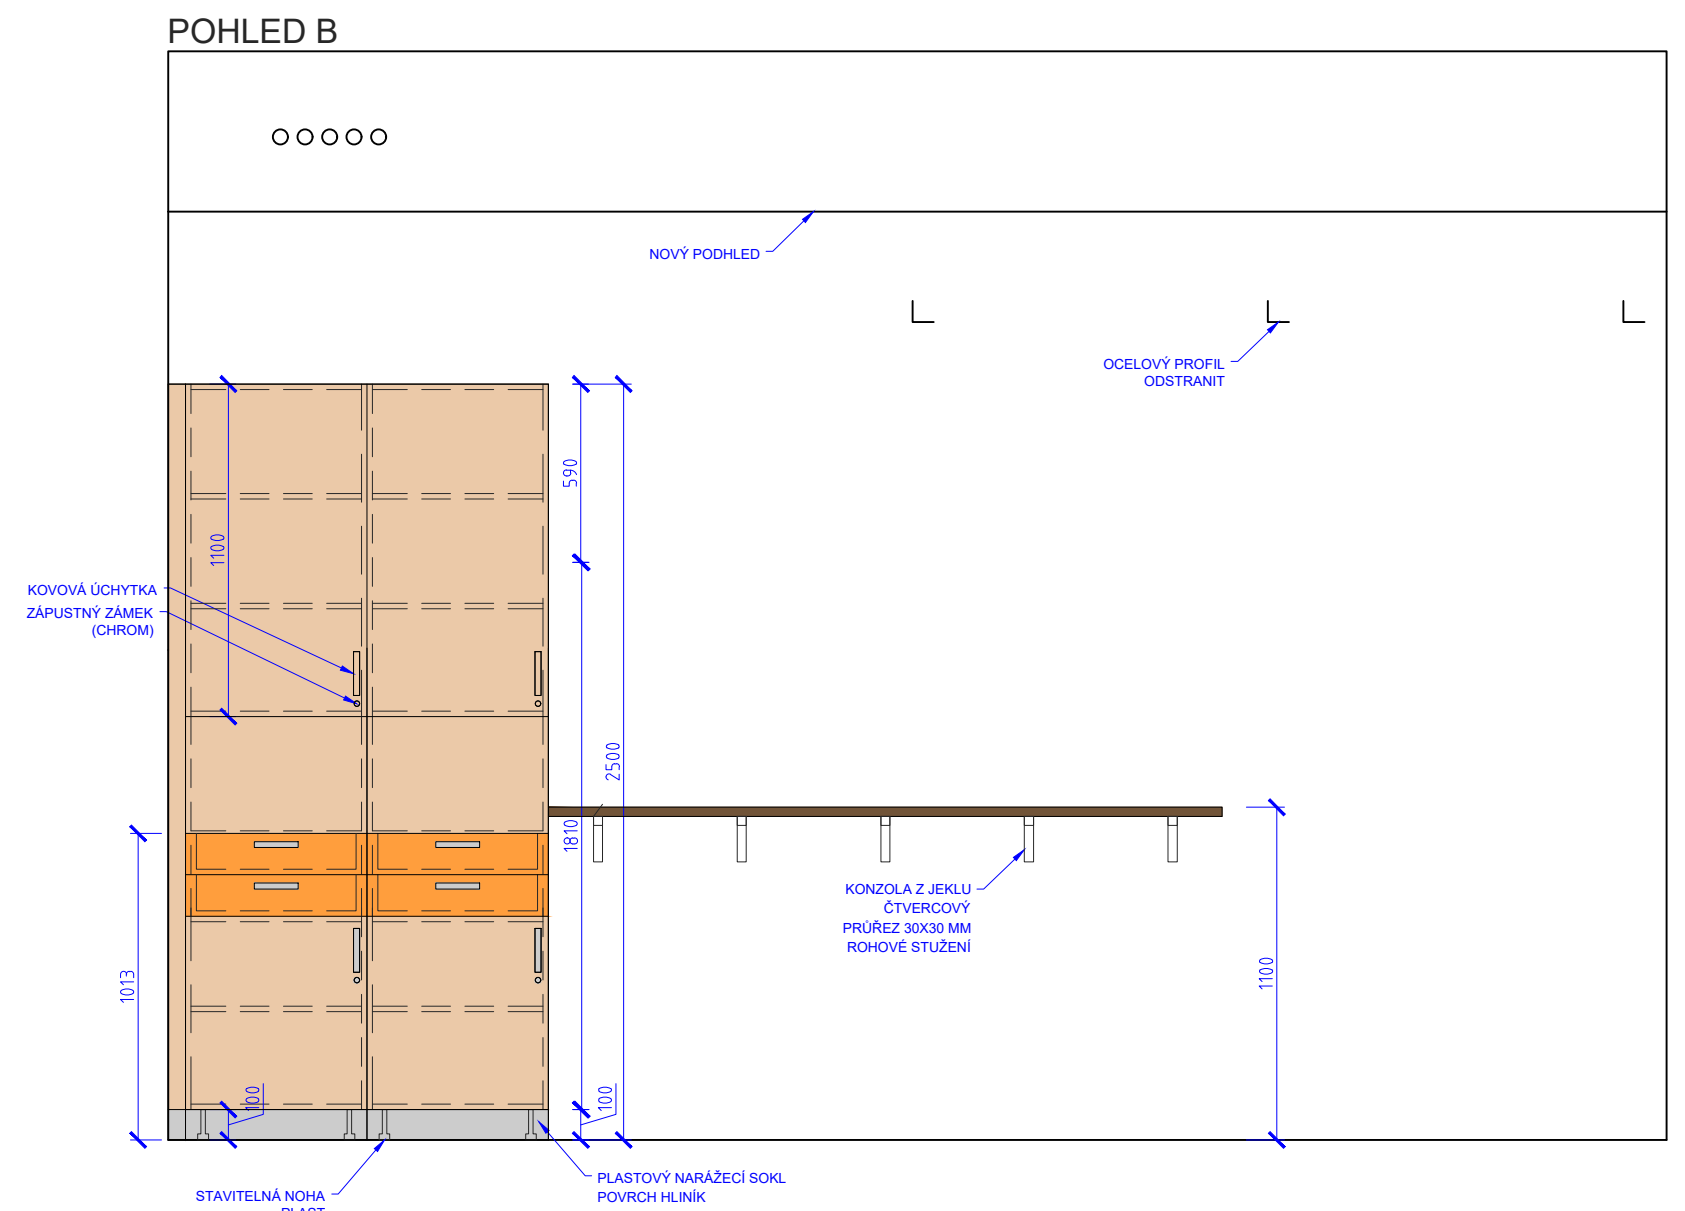 POHLED B
NOVÝ PODHLED
OCELOVÝ PROFIL
ODSTRANIT
590
1100
KOVOVÁ ÚCHYTKA
ZÁPUSTNÝ ZÁMEK
(CHROM)
2500
1810
KONZOLA Z JEKLU
ČTVERCOVÝ
PRŮŘEZ 30X30 MM
ROHOVÉ STUŽENÍ
1013
1100
100
100
PLASTOVÝ NARÁŽECÍ SOKL
POVRCH HLINÍK
STAVITELNÁ NOHA
PLAST